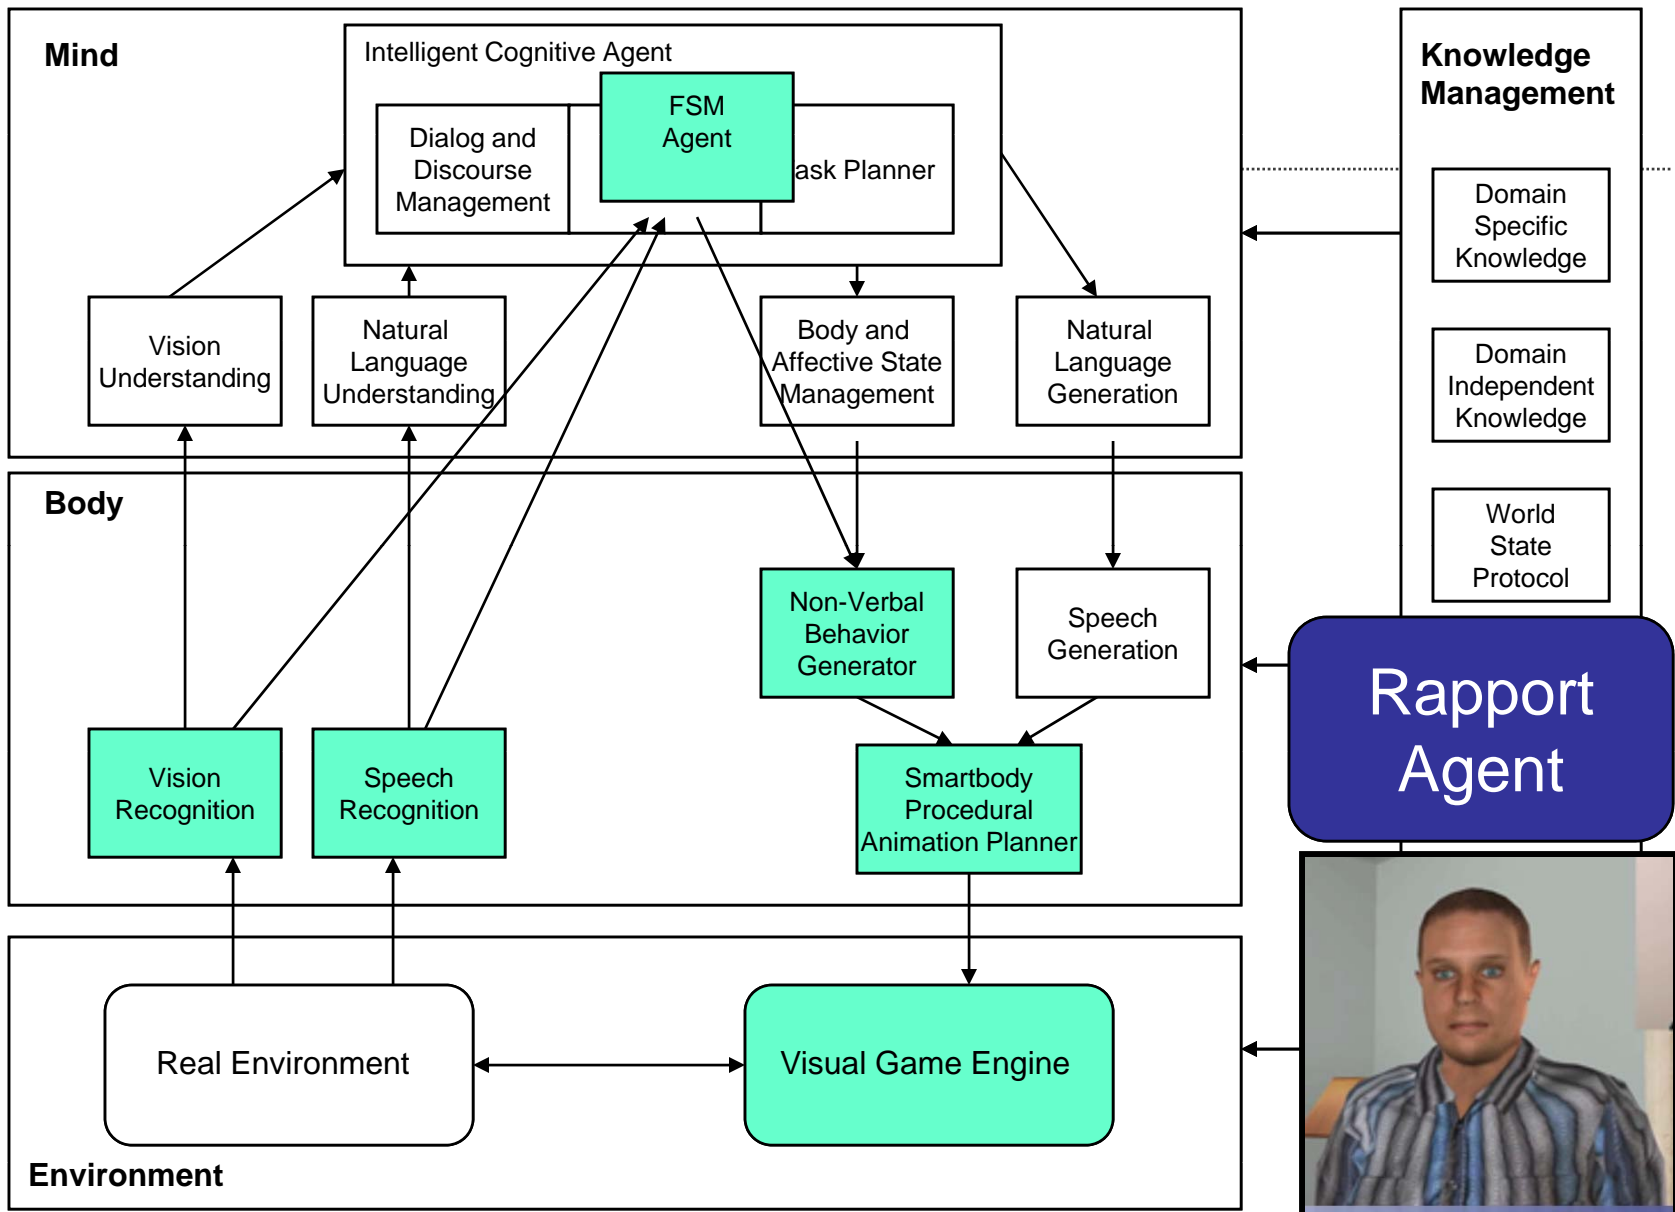 Mind
Intelligent Cognitive Agent
FSM
Agent
Dialog and
Discourse
Management
ask Planner
Vision
Understanding
Natural
Language
Understanding
Body and
Affective State
Management
Natural
Language
Generation
Knowledge
Management
Domain
Specific
Knowledge
Domain
Independent
Knowledge
World
State
Protocol
Body
Non-Verbal
Behavior
Generator
Speech
Generation
Vision
Recognition
Speech
Recognition
Smartbody
Procedural
Animation Planner
Rapport
Agent
Real Environment
Visual Game Engine
Environment